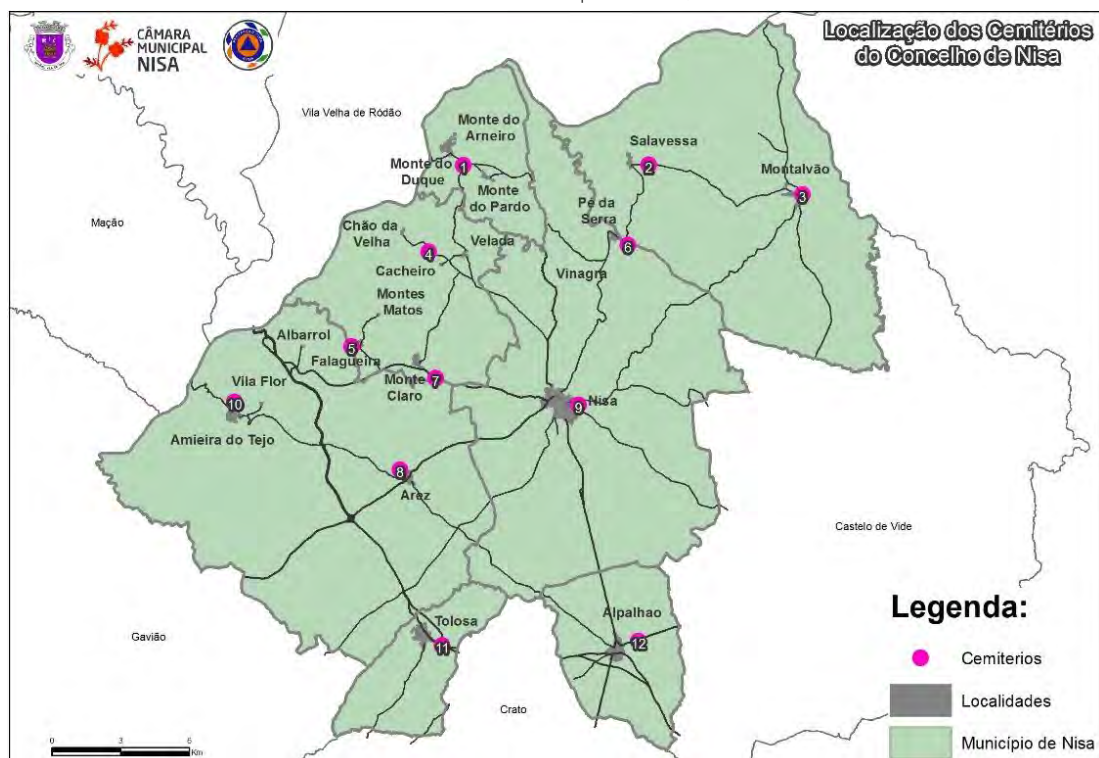 CÂMARA
MUNICIPAL
NISA
Localização dos Cemitérios
do Concelho de Nisa
Vila Velha de Ródão
Monte do
Arneiro
Salavessa
1
2
Monte do
Duque
Montalvão
Monte
do Pardo
3
Pé da
Serra
Mação
Chão da
Velha
Velada
6
4
Cacheiro
Vinagra
Montes
Matos
Albarrol
5
Falagueira
Vila Flor
Monte
Claro
7
10
Nisa
9
Amieira do Tejo
8
Arez
Castelo de Vide
Legenda:
Tolosa
Alpalhao
Gavião
11
12
Cemiterios
Localidades
Crato
Município de Nisa
0 3 6
Km